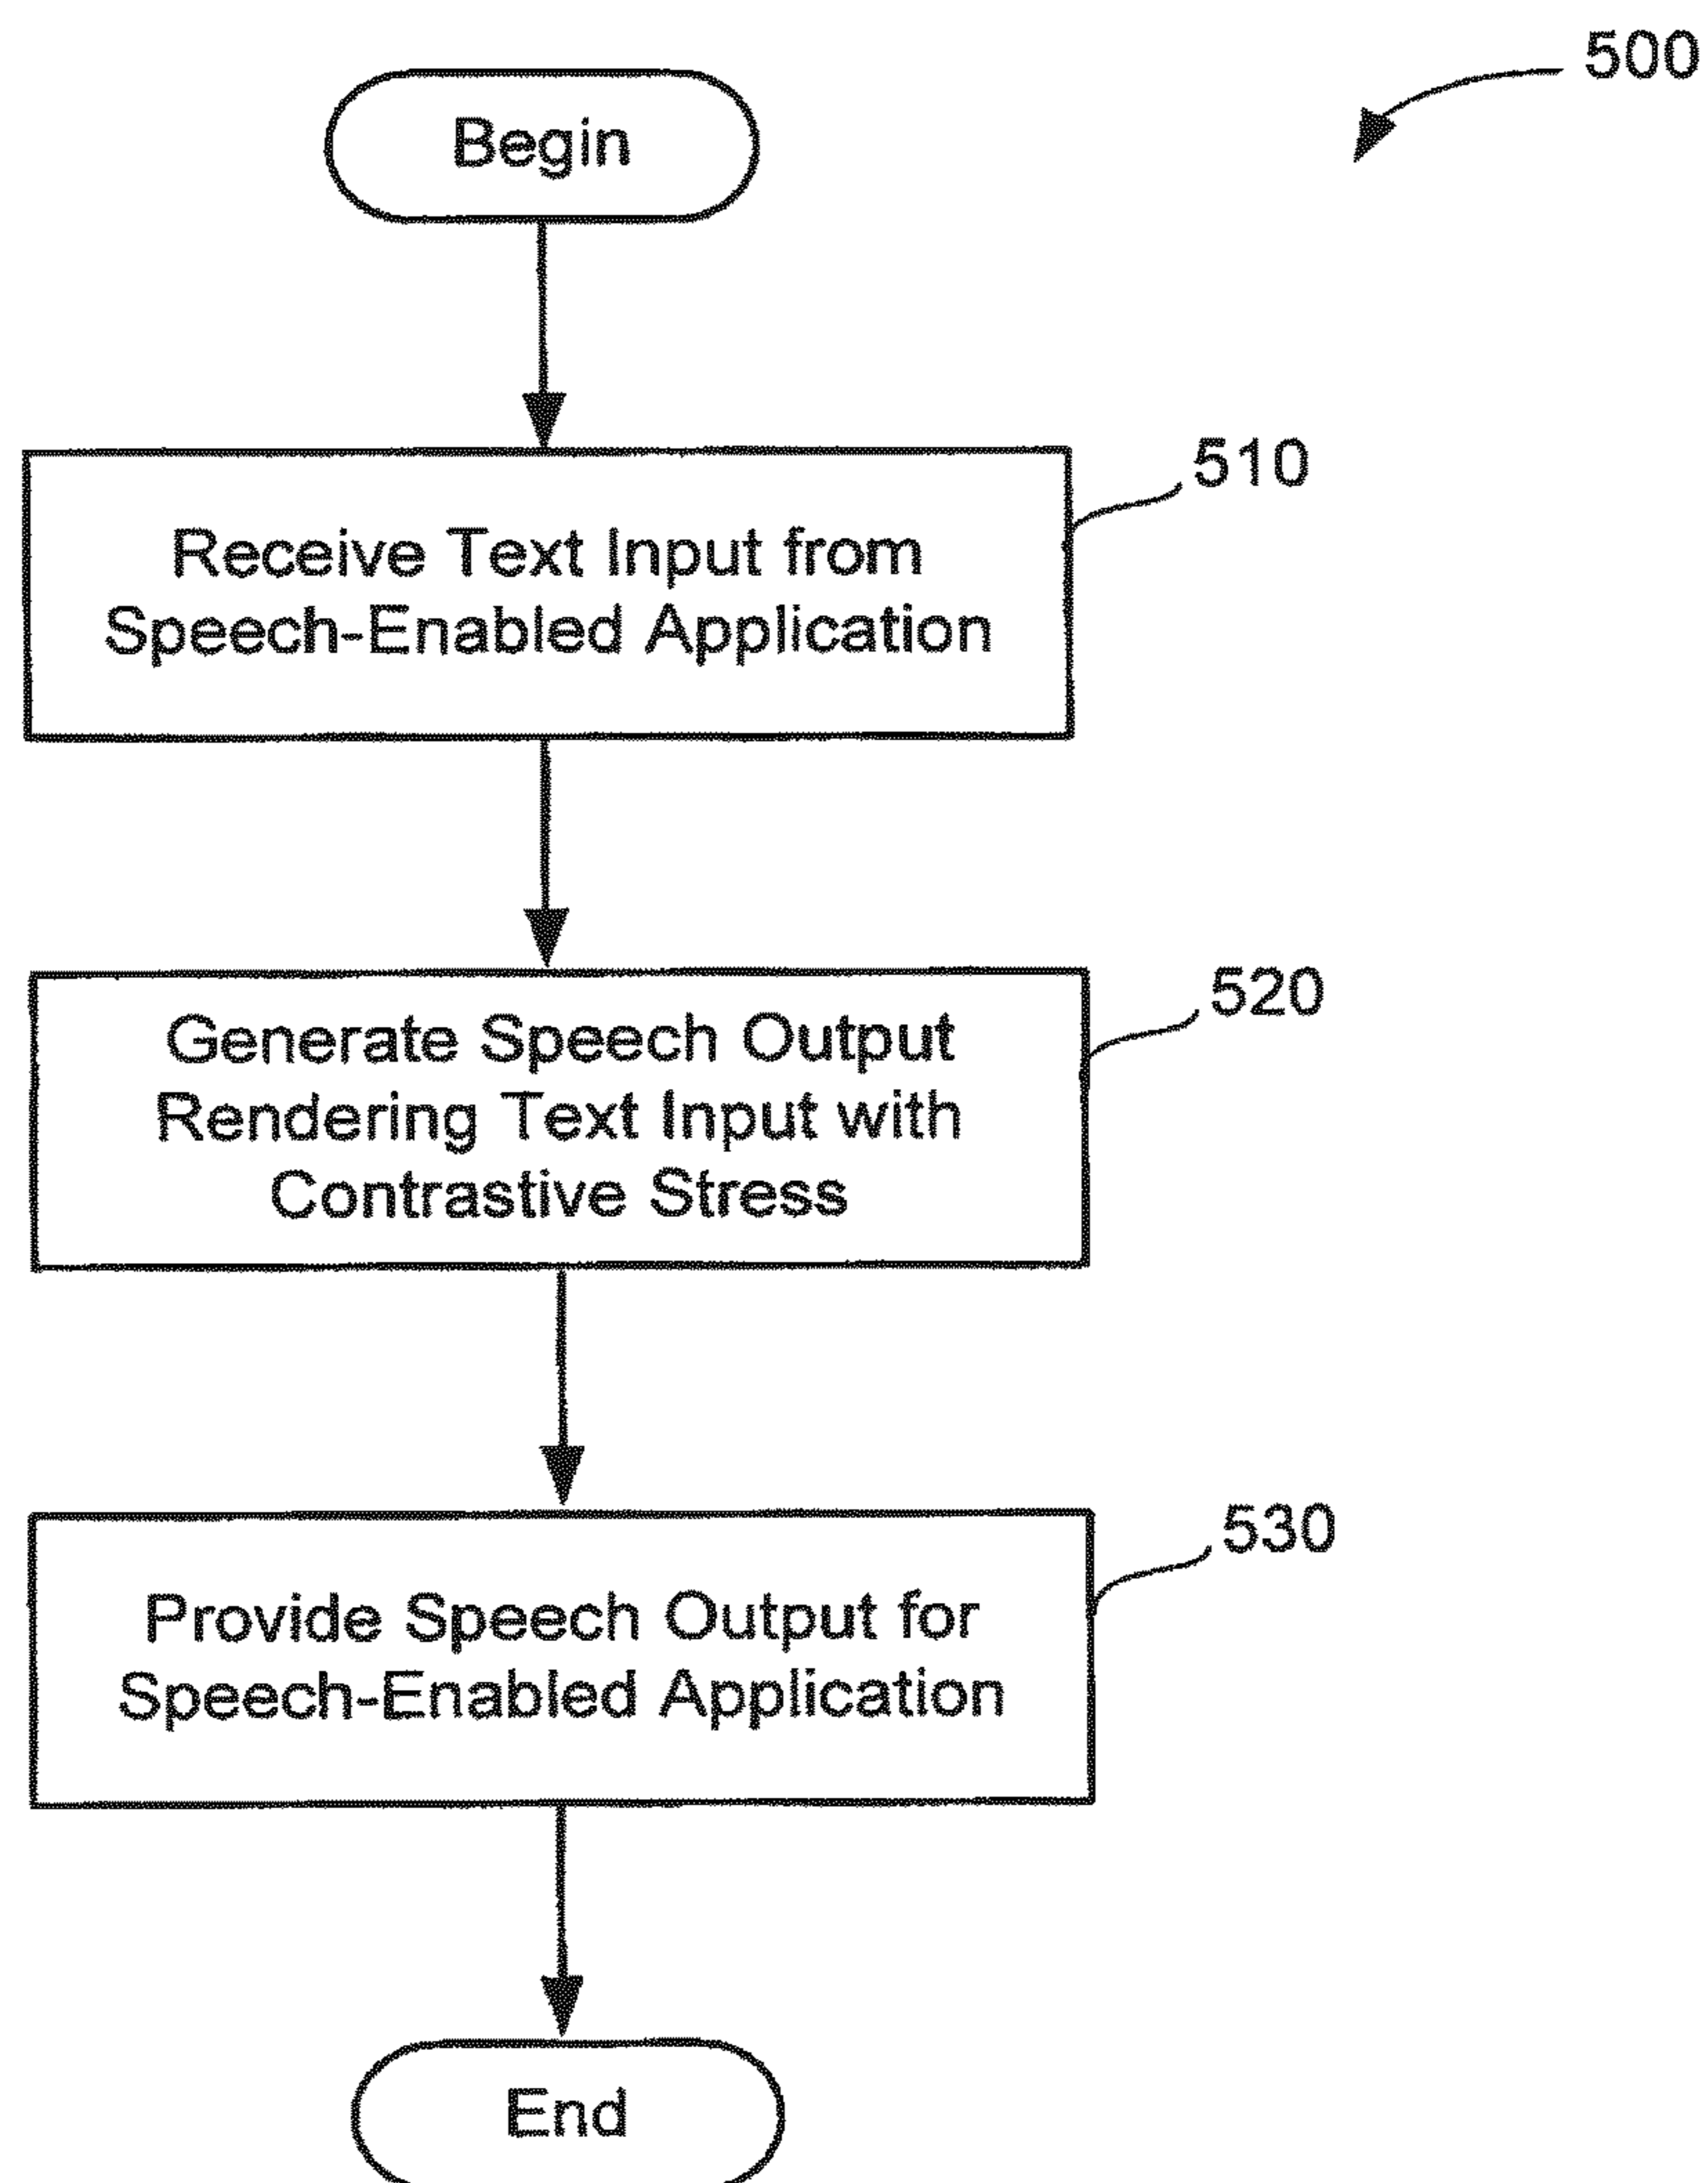 500
Begin
510
Receive Text Input from
Speech-Enabled Application
520
Generate Speech Output
Rendering Text Input with
Contrastive Stress
530
Provide Speech Output for
Speech-Enabled Application
End